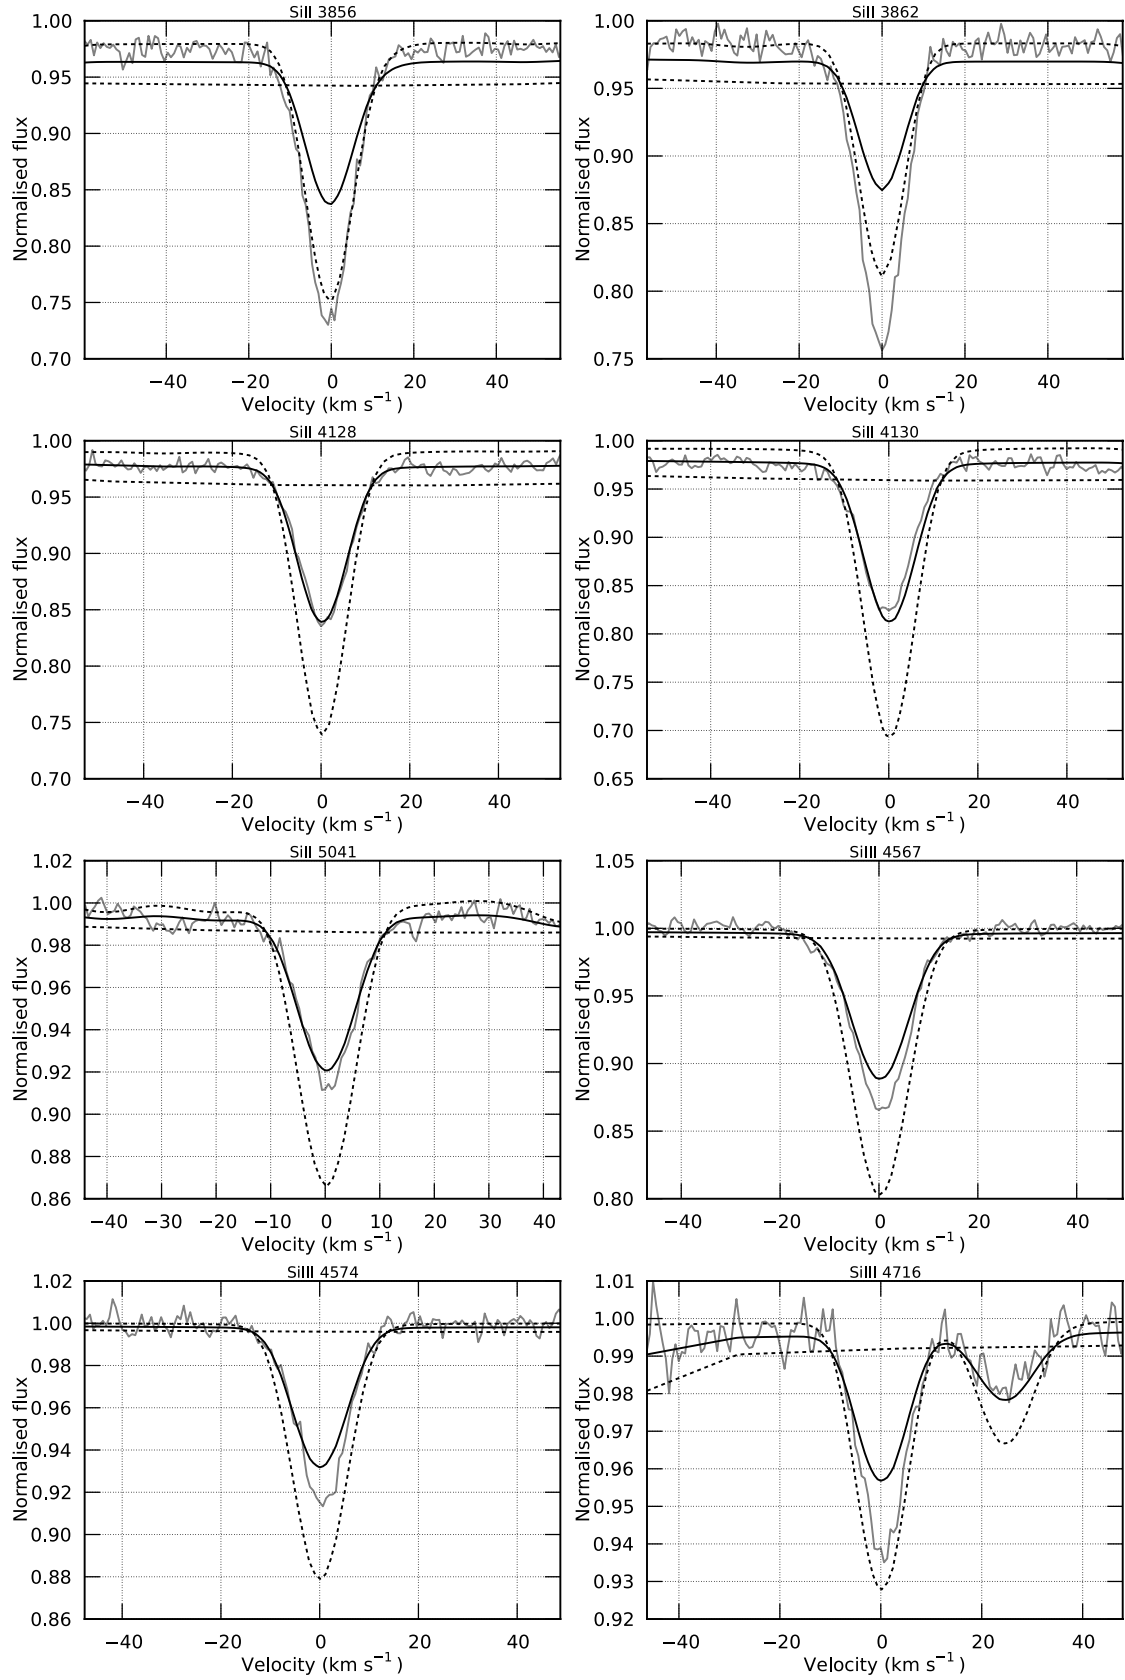 SiII 3856
1.00
0.95
0.90
0.85
0.80
0.75
0.70
Normalised flux
−40 −20 0 20 40
Velocity (km s⁻¹)
SiII 3862
1.00
0.95
0.90
0.85
0.80
0.75
Normalised flux
−40 −20 0 20 40
Velocity (km s⁻¹)
SiII 4128
1.00
0.95
0.90
0.85
0.80
0.75
0.70
Normalised flux
−40 −20 0 20 40
Velocity (km s⁻¹)
SiII 4130
1.00
0.95
0.90
0.85
0.80
0.75
0.70
0.65
Normalised flux
−40 −20 0 20 40
Velocity (km s⁻¹)
SiII 5041
1.02
1.00
0.98
0.96
0.94
0.92
0.90
0.88
0.86
Normalised flux
−40 −30 −20 −10 0 10 20 30 40
Velocity (km s⁻¹)
SiIII 4567
1.05
1.00
0.95
0.90
0.85
0.80
Normalised flux
−40 −20 0 20 40
Velocity (km s⁻¹)
SiIII 4574
1.02
1.00
0.98
0.96
0.94
0.92
0.90
0.88
0.86
Normalised flux
−40 −20 0 20 40
Velocity (km s⁻¹)
SiIII 4716
1.01
1.00
0.99
0.98
0.97
0.96
0.95
0.94
0.93
0.92
Normalised flux
−40 −20 0 20 40
Velocity (km s⁻¹)